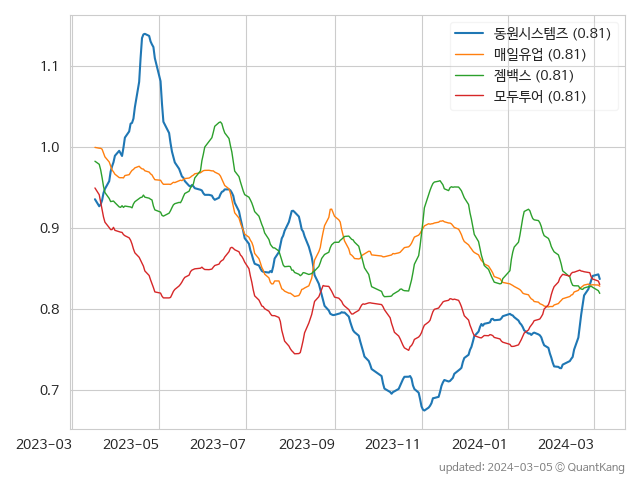 동원시스템즈 (0.81)
매일유업 (0.81)
젬백스 (0.81)
모두투어 (0.81)
1.1
1.0
0.9
0.8
0.7
2023-03 2023-05 2023-07 2023-09 2023-11 2024-01 2024-03
updated: 2024-03-05 © QuantKang